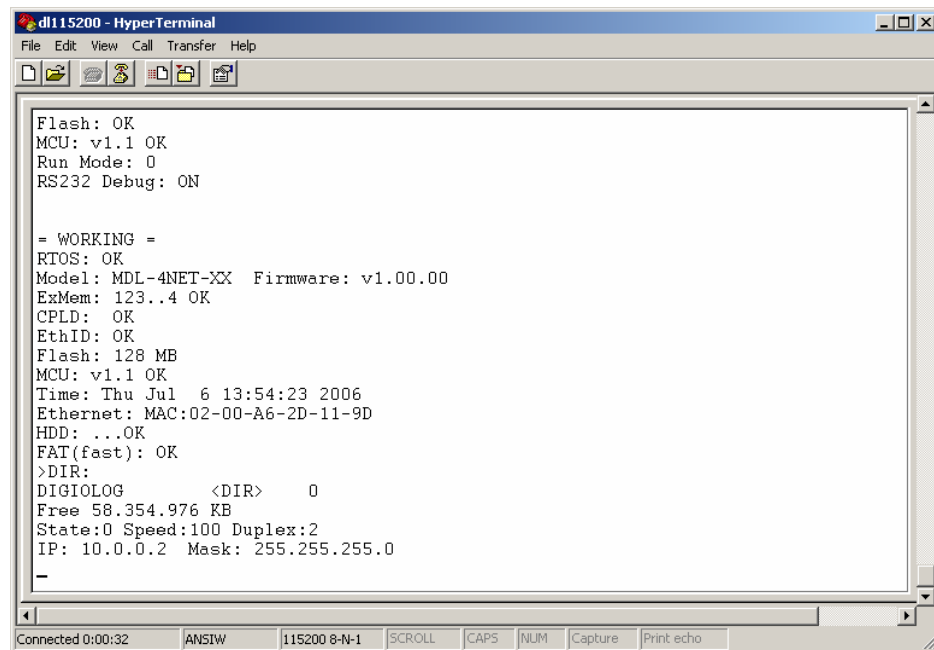 dl115200 - HyperTerminal
File Edit View Call Transfer Help
Flash: OK
MCU: v1.1 OK
Run Mode: 0
RS232 Debug: ON
= WORKING =
RTOS: OK
Model: MDL-4NET-XX  Firmware: v1.00.00
ExMem: 123..4 OK
CPLD:  OK
EthID: OK
Flash: 128 MB
MCU: v1.1 OK
Time: Thu Jul  6 13:54:23 2006
Ethernet: MAC:02-00-A6-2D-11-9D
HDD: ...OK
FAT(fast): OK
>DIR:
DIGIOLOG        <DIR>    0
Free 58.354.976 KB
State:0 Speed:100 Duplex:2
IP: 10.0.0.2  Mask: 255.255.255.0
Connected 0:00:32 ANSIW 115200 8-N-1 SCROLL CAPS NUM Capture Print echo